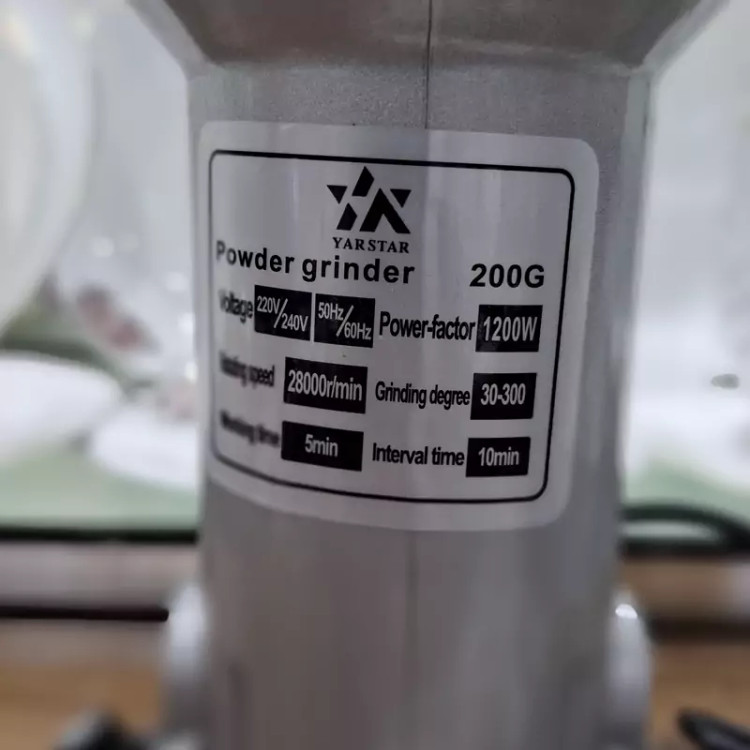 YARSTAR
Powder grinder 200G
Voltage 220V/240V 50Hz/60Hz Power-factor 1200W
speed 28000r/min Grinding degree 30-300
Working time 5min Interval time 10min